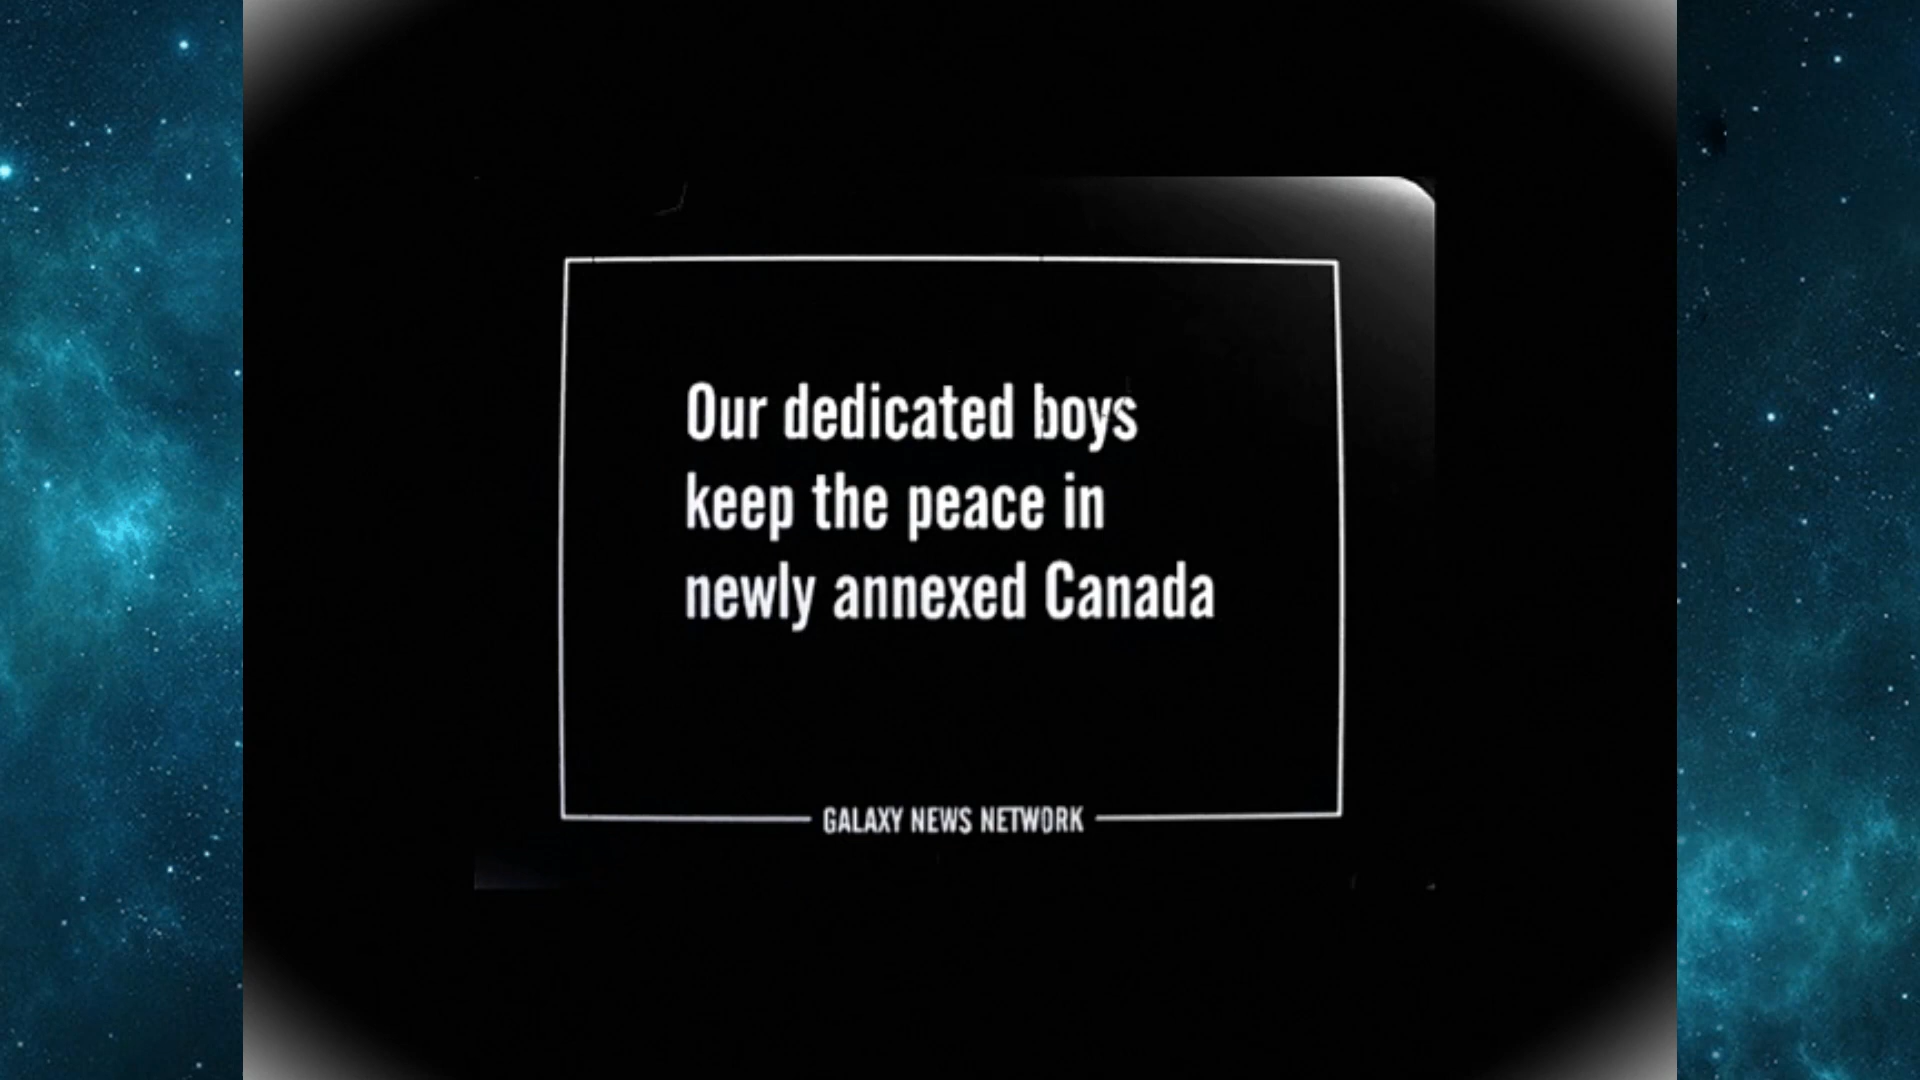 Our dedicated boys
keep the peace in
newly annexed Canada
GALAXY NEWS NETWORK